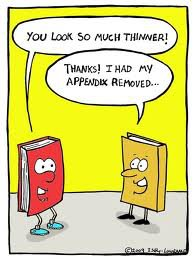 YOU LOOK SO MUCH THINNER!
THANKS! I HAD MY
APPENDIX REMOVED...